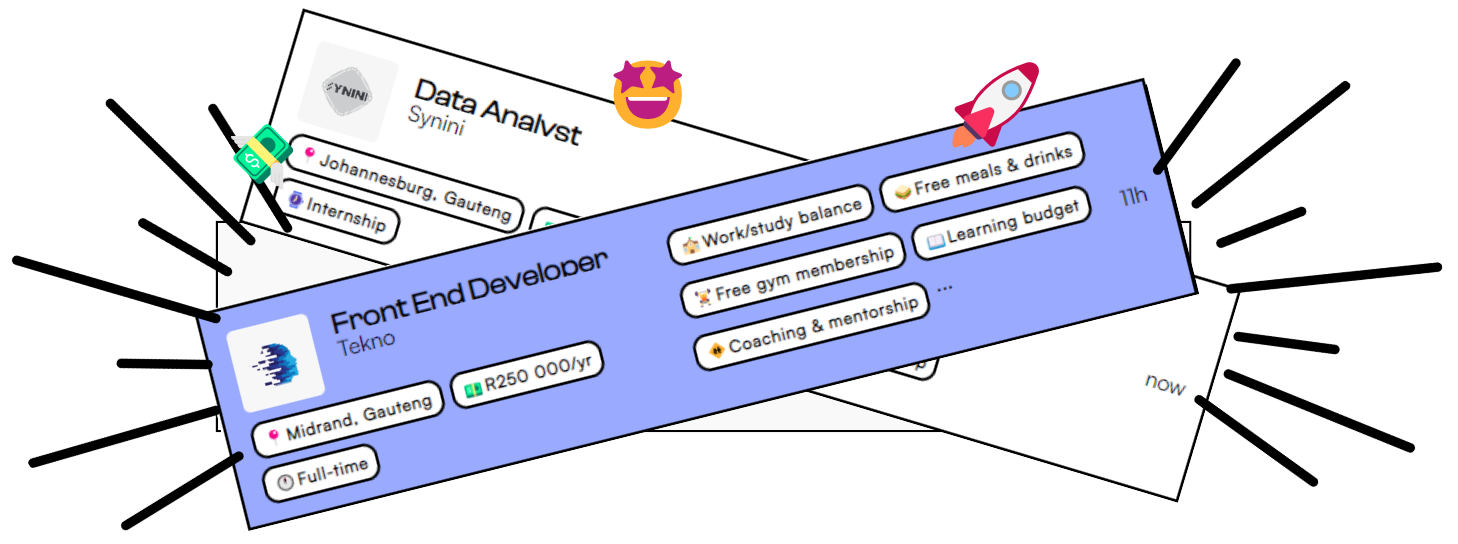 SYNINI
Data Analyst
Synini
Johannesburg, Gauteng
Internship
Front End Developer
Tekno
Midrand, Gauteng
R250 000/yr
Full-time
Work/study balance
Free meals & drinks
Free gym membership
Learning budget
Coaching & mentorship
...
11h
now